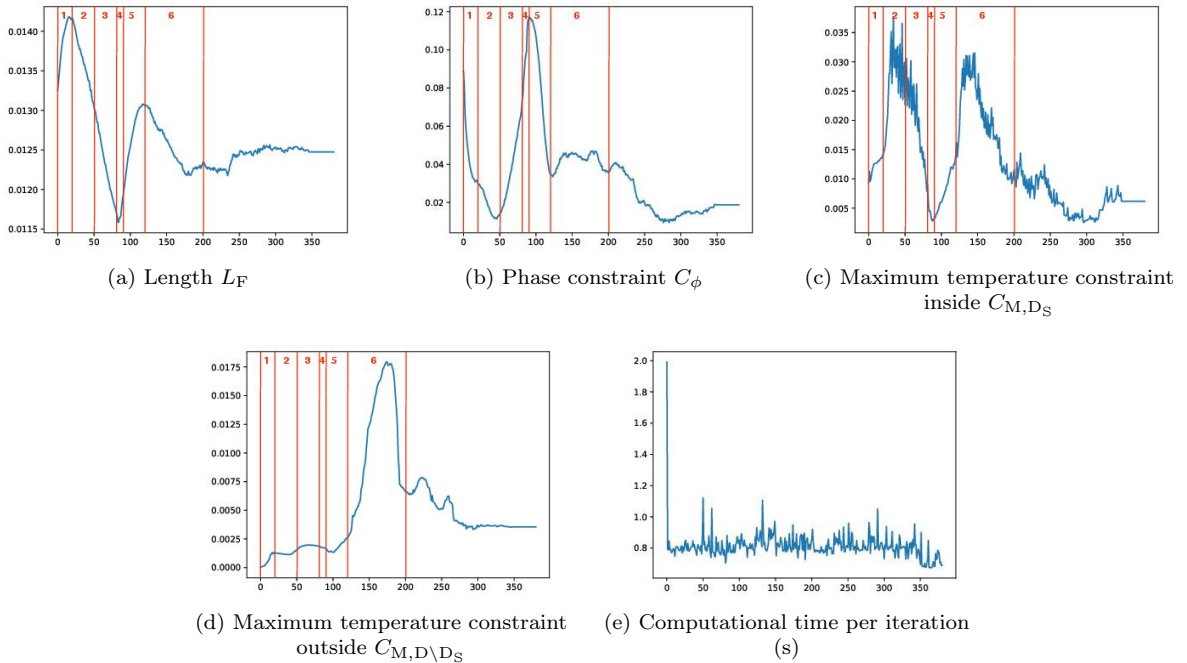 1 2 3 4 5 6
0.0140
0.0135
0.0130
0.0125
0.0120
0.0115
0 50 100 150 200 250 300 350
(a) Length L_F
1 2 3 4 5 6
0.12
0.10
0.08
0.06
0.04
0.02
0 50 100 150 200 250 300 350
(b) Phase constraint C_ϕ
1 2 3 4 5 6
0.035
0.030
0.025
0.020
0.015
0.010
0.005
0 50 100 150 200 250 300 350
(c) Maximum temperature constraint
inside C_{M,D_S}
1 2 3 4 5 6
0.0175
0.0150
0.0125
0.0100
0.0075
0.0050
0.0025
0.0000
0 50 100 150 200 250 300 350
(d) Maximum temperature constraint
outside C_{M,D\D_S}
2.0
1.8
1.6
1.4
1.2
1.0
0.8
0 50 100 150 200 250 300 350
(e) Computational time per iteration
(s)